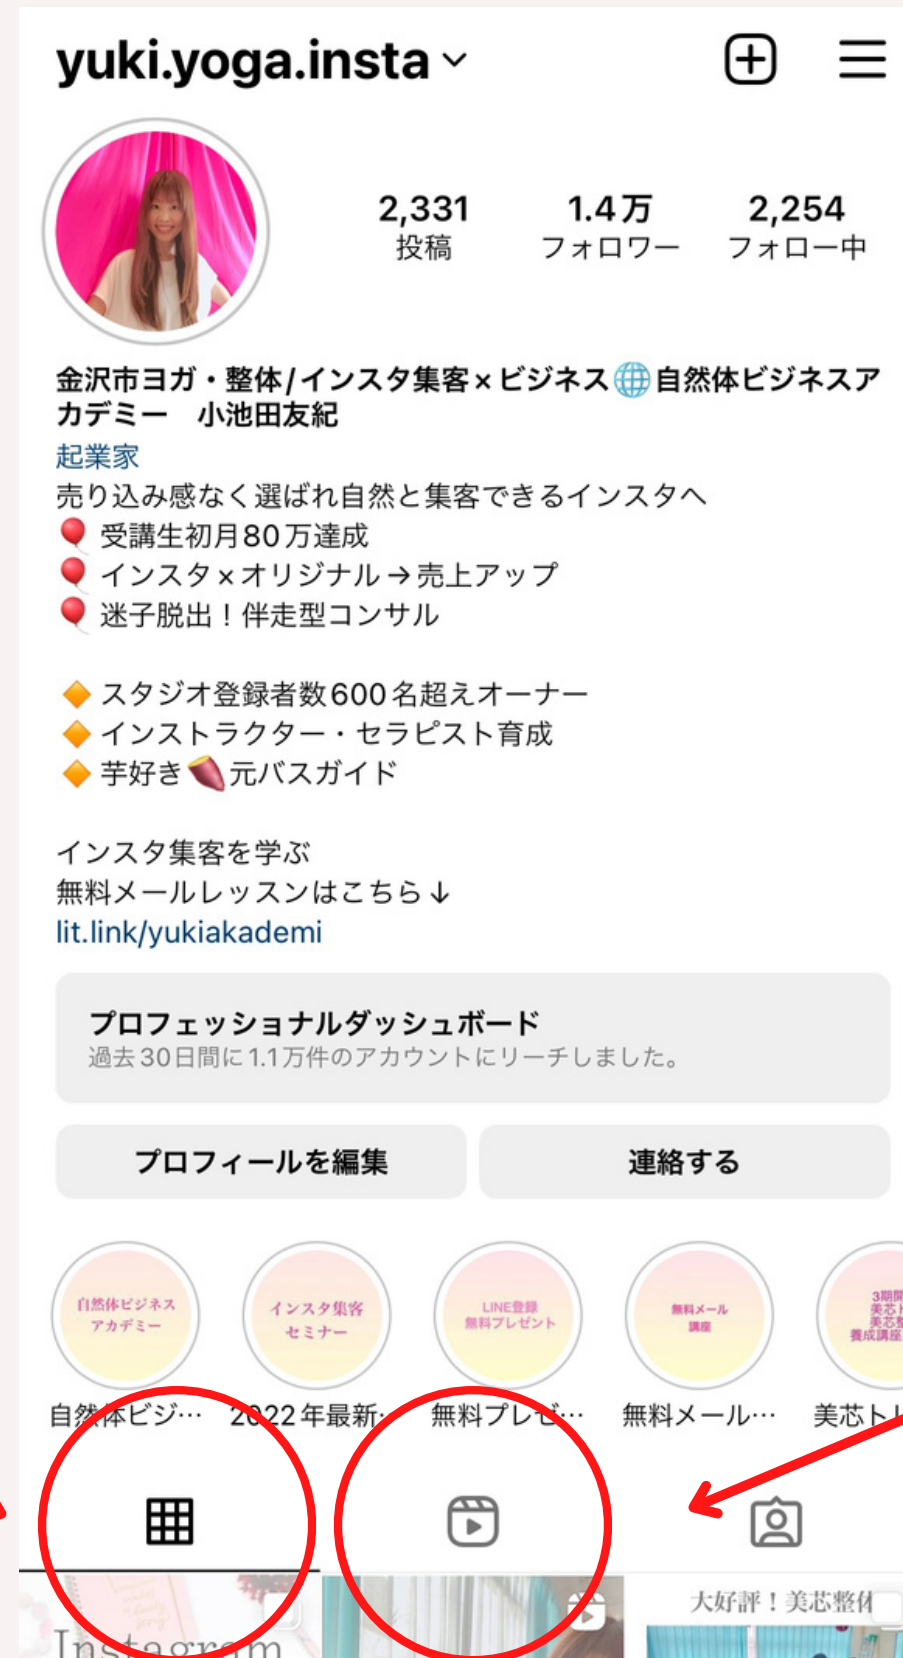 yuki.yoga.insta
2,331 1.4万 2,254
投稿 フォロワー フォロー中
金沢市ヨガ・整体/インスタ集客×ビジネス🌐自然体ビジネスア
カデミー 小池田友紀
起業家
売り込み感なく選ばれ自然と集客できるインスタへ
🎈受講生初月80万達成
🎈インスタ×オリジナル→売上アップ
🎈迷子脱出！伴走型コンサル
🔶スタジオ登録者数600名超えオーナー
🔶インストラクター・セラピスト育成
🔶芋好き🍠元バスガイド
インスタ集客を学ぶ
無料メールレッスンはこちら↓
lit.link/yukiakademi
プロフェッショナルダッシュボード
過去30日間に1.1万件のアカウントにリーチしました。
プロフィールを編集 連絡する
自然体ビジネス
アカデミー
インスタ集客
セミナー
LINE登録
無料プレゼント
無料メール
講座
3期
美芯
美芯
養成講座
自然体ビジ… 2022年最新… 無料プレゼ… 無料メール… 美芯ト
Instagram
大好評！美芯整体